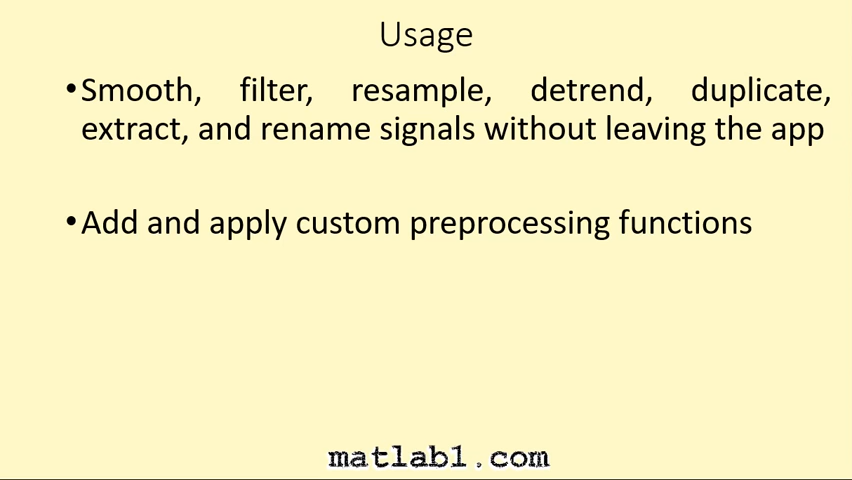 Usage
•Smooth, filter, resample, detrend, duplicate,
extract, and rename signals without leaving the app
•Add and apply custom preprocessing functions
matlab1.com